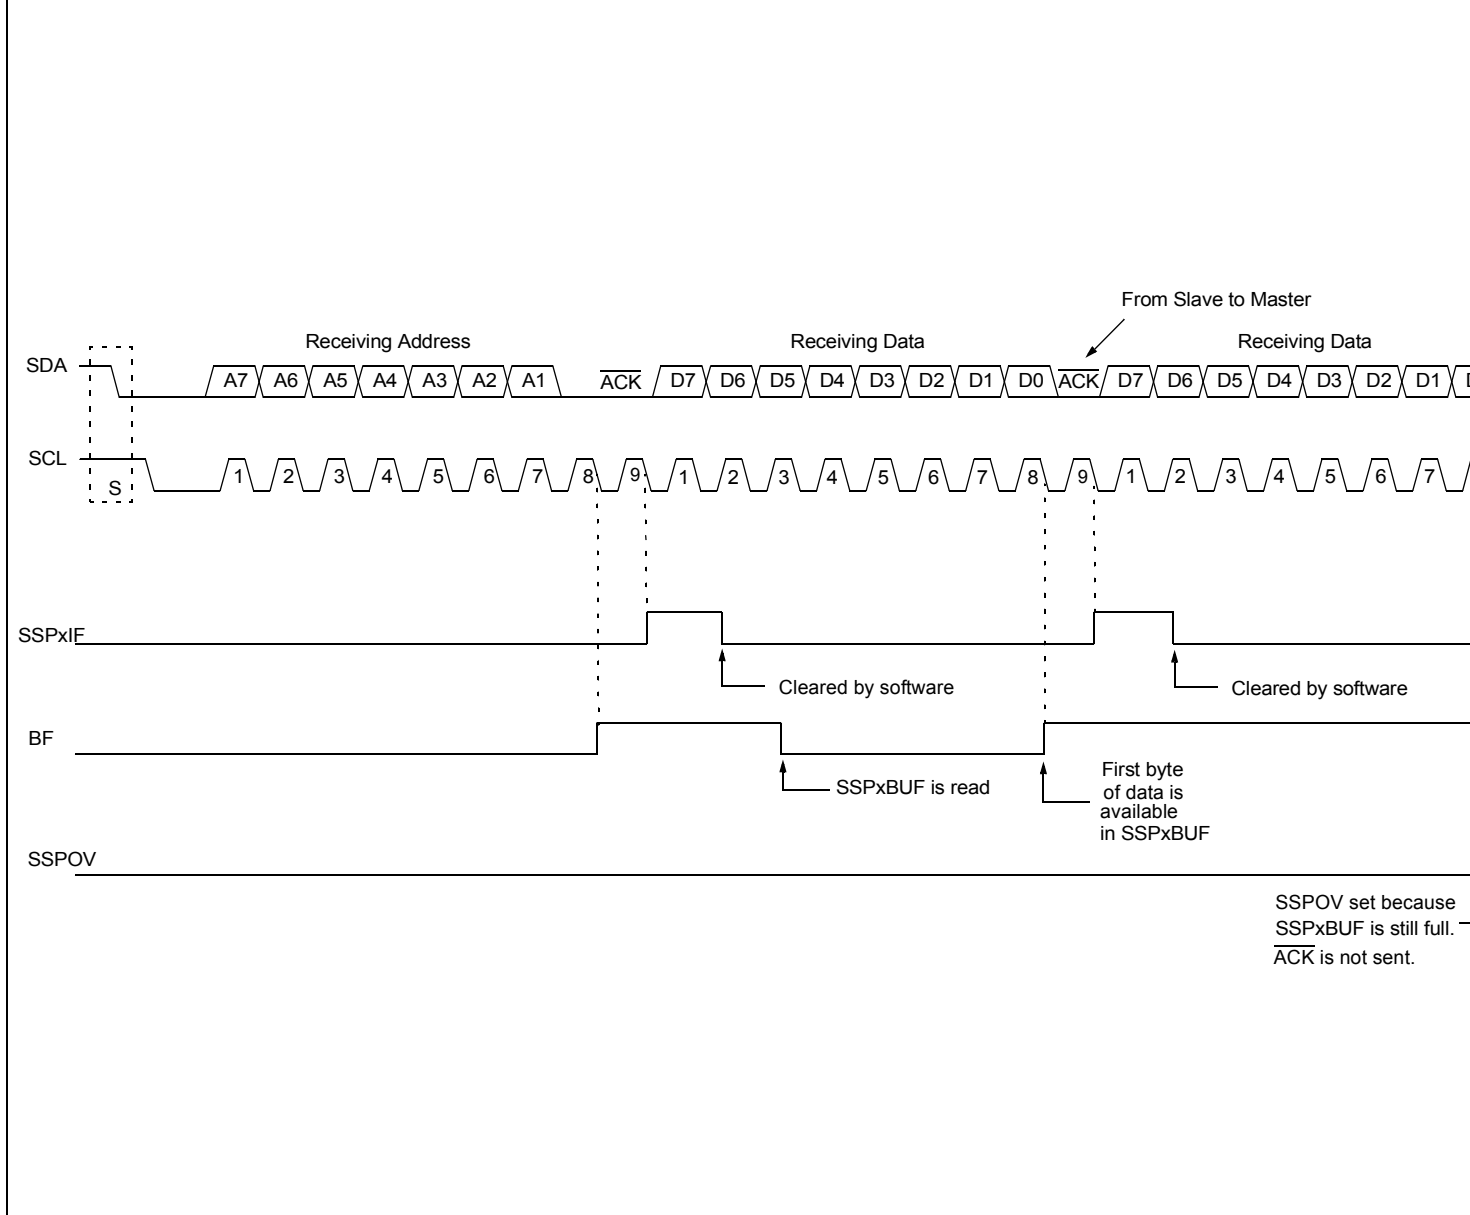 From Slave to Master
Receiving Address
Receiving Data
Receiving Data
SDA
A7 A6 A5 A4 A3 A2 A1 ACK D7 D6 D5 D4 D3 D2 D1 D0 ACK D7 D6 D5 D4 D3 D2 D1
SCL
S
1 2 3 4 5 6 7 8 9 1 2 3 4 5 6 7 8 9 1 2 3 4 5 6 7
SSPxIF
Cleared by software
Cleared by software
BF
SSPxBUF is read
First byte
of data is
available
in SSPxBUF
SSPOV
SSPOV set because
SSPxBUF is still full.
ACK is not sent.